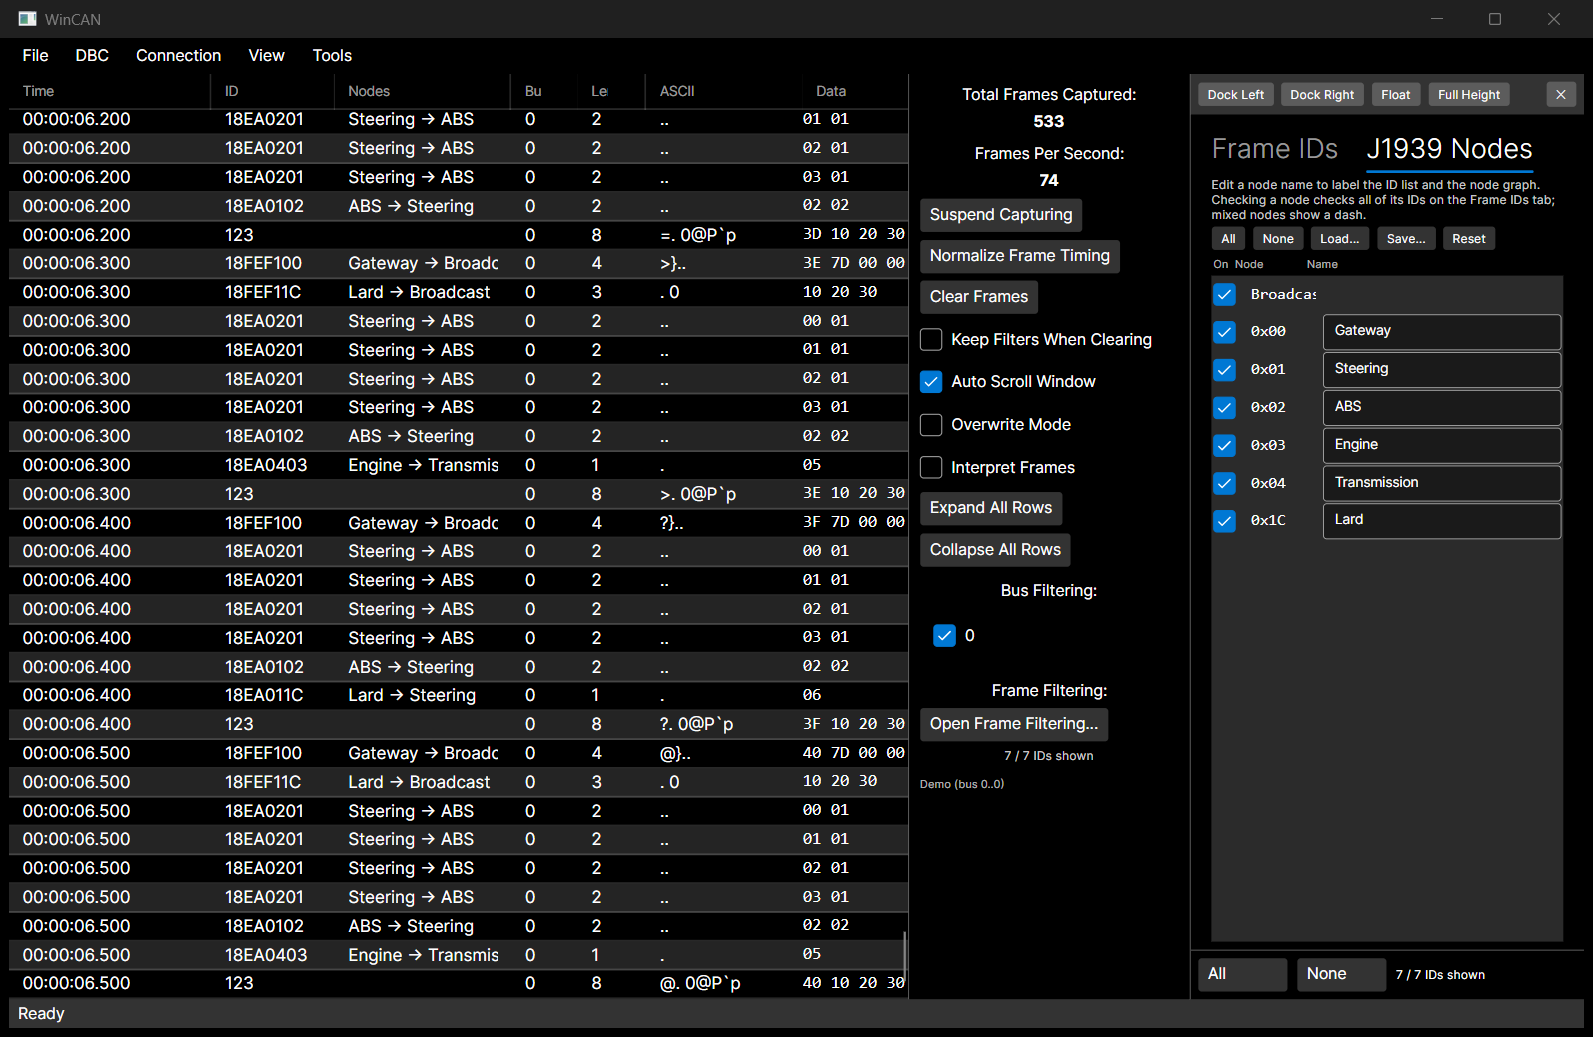 WinCAN
File DBC Connection View Tools
Time ID Nodes Bu Le ASCII Data
00:00:06.200 18EA0201 Steering → ABS 0 2 .. 01 01
00:00:06.200 18EA0201 Steering → ABS 0 2 .. 02 01
00:00:06.200 18EA0201 Steering → ABS 0 2 .. 03 01
00:00:06.200 18EA0102 ABS → Steering 0 2 .. 02 02
00:00:06.200 123 0 8 =. 0@P`p 3D 10 20 30
00:00:06.300 18FEF100 Gateway → Broadc 0 4 >}.. 3E 7D 00 00
00:00:06.300 18FEF11C Lard → Broadcast 0 3 . 0 10 20 30
00:00:06.300 18EA0201 Steering → ABS 0 2 .. 00 01
00:00:06.300 18EA0201 Steering → ABS 0 2 .. 01 01
00:00:06.300 18EA0201 Steering → ABS 0 2 .. 02 01
00:00:06.300 18EA0201 Steering → ABS 0 2 .. 03 01
00:00:06.300 18EA0102 ABS → Steering 0 2 .. 02 02
00:00:06.300 18EA0403 Engine → Transmis 0 1 . 05
00:00:06.300 123 0 8 >. 0@P`p 3E 10 20 30
00:00:06.400 18FEF100 Gateway → Broadc 0 4 ?}.. 3F 7D 00 00
00:00:06.400 18EA0201 Steering → ABS 0 2 .. 00 01
00:00:06.400 18EA0201 Steering → ABS 0 2 .. 01 01
00:00:06.400 18EA0201 Steering → ABS 0 2 .. 02 01
00:00:06.400 18EA0201 Steering → ABS 0 2 .. 03 01
00:00:06.400 18EA0102 ABS → Steering 0 2 .. 02 02
00:00:06.400 18EA011C Lard → Steering 0 1 . 06
00:00:06.400 123 0 8 ?. 0@P`p 3F 10 20 30
00:00:06.500 18FEF100 Gateway → Broadc 0 4 @}.. 40 7D 00 00
00:00:06.500 18FEF11C Lard → Broadcast 0 3 . 0 10 20 30
00:00:06.500 18EA0201 Steering → ABS 0 2 .. 00 01
00:00:06.500 18EA0201 Steering → ABS 0 2 .. 01 01
00:00:06.500 18EA0201 Steering → ABS 0 2 .. 02 01
00:00:06.500 18EA0201 Steering → ABS 0 2 .. 03 01
00:00:06.500 18EA0102 ABS → Steering 0 2 .. 02 02
00:00:06.500 18EA0403 Engine → Transmis 0 1 . 05
00:00:06.500 123 0 8 @. 0@P`p 40 10 20 30
Total Frames Captured:
533
Frames Per Second:
74
Suspend Capturing
Normalize Frame Timing
Clear Frames
Keep Filters When Clearing
Auto Scroll Window
Overwrite Mode
Interpret Frames
Expand All Rows
Collapse All Rows
Bus Filtering:
0
Frame Filtering:
Open Frame Filtering...
7 / 7 IDs shown
Demo (bus 0..0)
Dock Left Dock Right Float Full Height
Frame IDs J1939 Nodes
Edit a node name to label the ID list and the node graph.
Checking a node checks all of its IDs on the Frame IDs tab;
mixed nodes show a dash.
All None Load... Save... Reset
On Node Name
Broadcas
0x00 Gateway
0x01 Steering
0x02 ABS
0x03 Engine
0x04 Transmission
0x1C Lard
All None 7 / 7 IDs shown
Ready